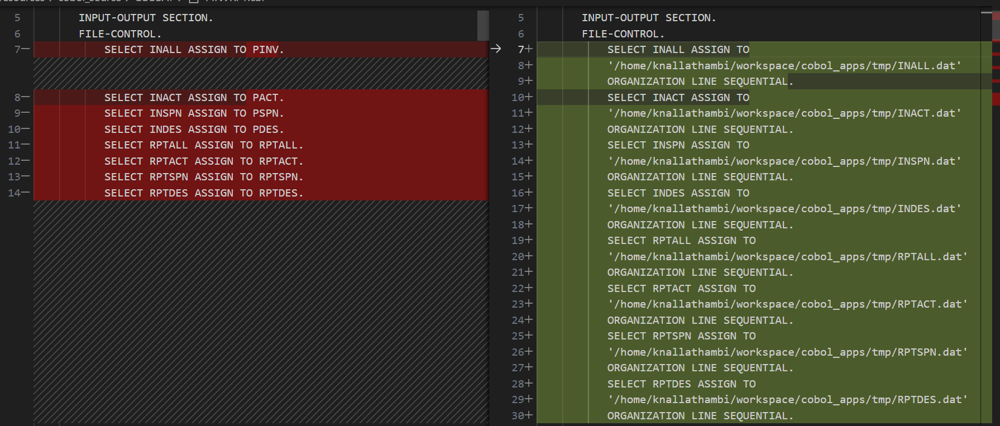 5 INPUT-OUTPUT SECTION.
6 FILE-CONTROL.
7— SELECT INALL ASSIGN TO PINV.
8— SELECT INACT ASSIGN TO PACT.
9— SELECT INSPN ASSIGN TO PSPN.
10— SELECT INDES ASSIGN TO PDES.
11— SELECT RPTALL ASSIGN TO RPTALL.
12— SELECT RPTACT ASSIGN TO RPTACT.
13— SELECT RPTSPN ASSIGN TO RPTSPN.
14— SELECT RPTDES ASSIGN TO RPTDES.
5 INPUT-OUTPUT SECTION.
6 FILE-CONTROL.
→ 7+ SELECT INALL ASSIGN TO
8+ '/home/knallathambi/workspace/cobol_apps/tmp/INALL.dat'
9+ ORGANIZATION LINE SEQUENTIAL.
10+ SELECT INACT ASSIGN TO
11+ '/home/knallathambi/workspace/cobol_apps/tmp/INACT.dat'
12+ ORGANIZATION LINE SEQUENTIAL.
13+ SELECT INSPN ASSIGN TO
14+ '/home/knallathambi/workspace/cobol_apps/tmp/INSPN.dat'
15+ ORGANIZATION LINE SEQUENTIAL.
16+ SELECT INDES ASSIGN TO
17+ '/home/knallathambi/workspace/cobol_apps/tmp/INDES.dat'
18+ ORGANIZATION LINE SEQUENTIAL.
19+ SELECT RPTALL ASSIGN TO
20+ '/home/knallathambi/workspace/cobol_apps/tmp/RPTALL.dat'
21+ ORGANIZATION LINE SEQUENTIAL.
22+ SELECT RPTACT ASSIGN TO
23+ '/home/knallathambi/workspace/cobol_apps/tmp/RPTACT.dat'
24+ ORGANIZATION LINE SEQUENTIAL.
25+ SELECT RPTSPN ASSIGN TO
26+ '/home/knallathambi/workspace/cobol_apps/tmp/RPTSPN.dat'
27+ ORGANIZATION LINE SEQUENTIAL.
28+ SELECT RPTDES ASSIGN TO
29+ '/home/knallathambi/workspace/cobol_apps/tmp/RPTDES.dat'
30+ ORGANIZATION LINE SEQUENTIAL.